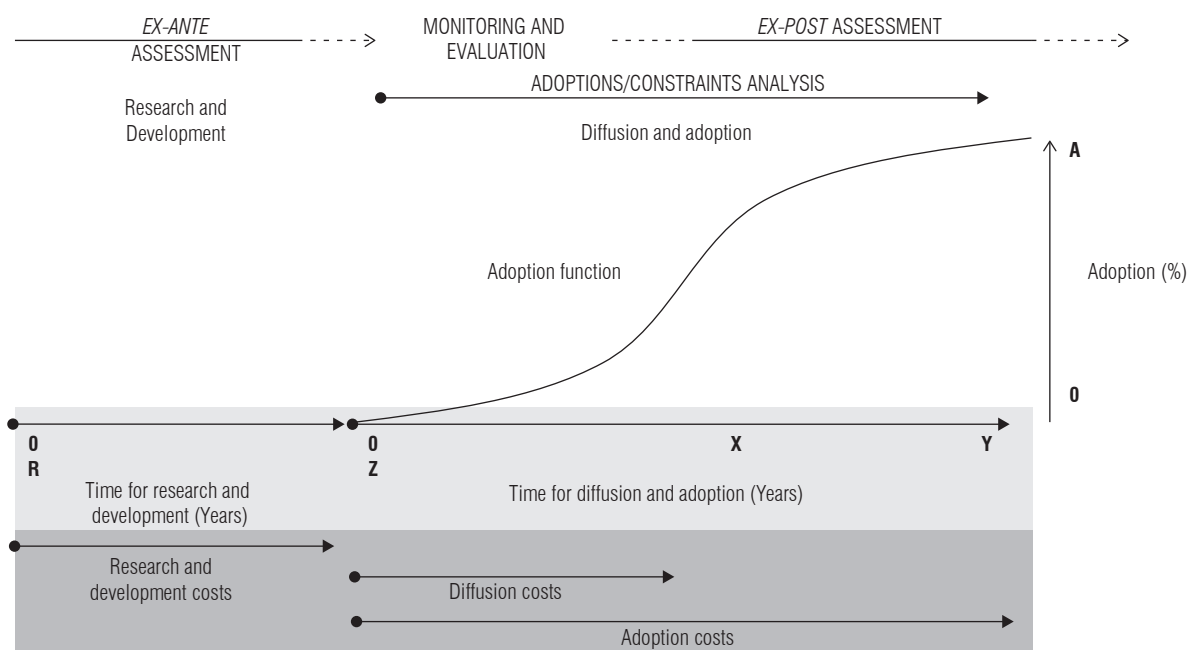 EX-ANTE
ASSESSMENT
MONITORING AND
EVALUATION
EX-POST ASSESSMENT
ADOPTIONS/CONSTRAINTS ANALYSIS
Research and
Development
Diffusion and adoption
A
Adoption function
Adoption (%)
0
0
R
0
Z
X
Y
Time for research and
development (Years)
Time for diffusion and adoption (Years)
Research and
development costs
Diffusion costs
Adoption costs